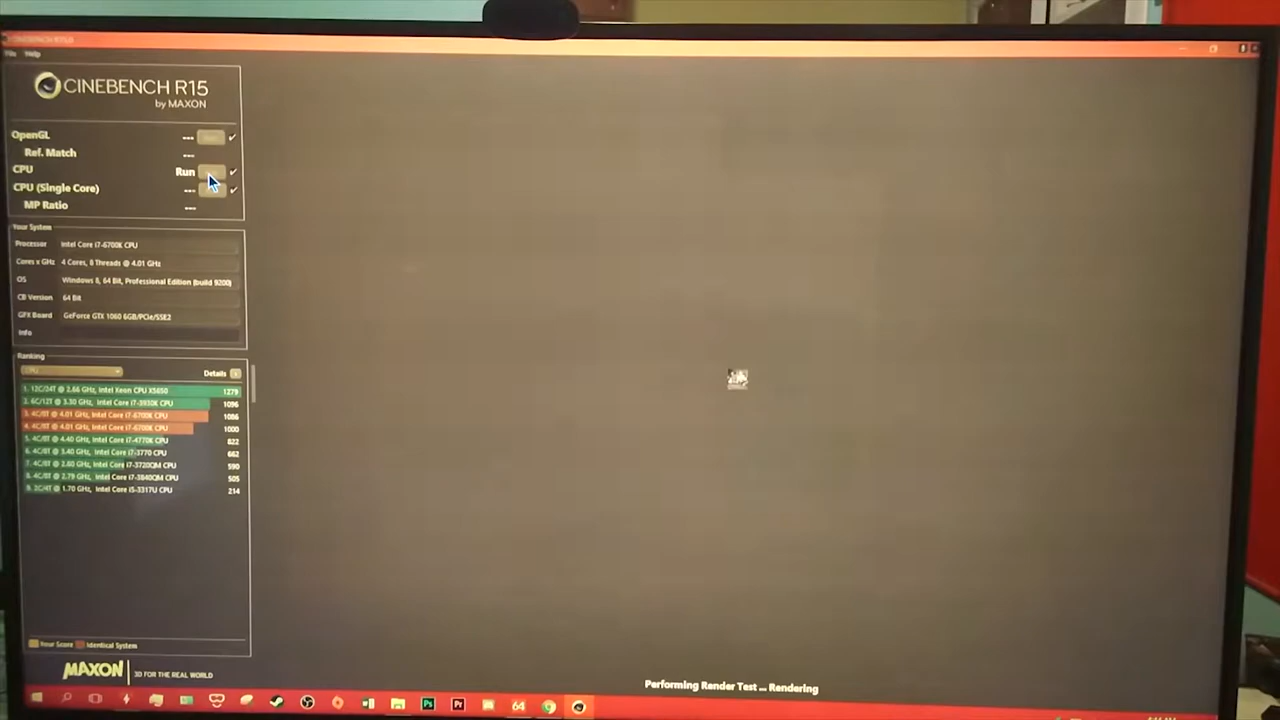 CINEBENCH R15
File Help
CINEBENCH R15
by MAXON
OpenGL ---
Ref. Match ---
CPU Run
CPU (Single Core) ---
MP Ratio ---
Your System
Processor Intel Core i7-6700K CPU
Cores x GHz 4 Cores, 8 Threads @ 4.01 GHz
OS Windows 8, 64 Bit, Professional Edition (build 9200)
CB Version 64 Bit
GFX Board GeForce GTX 1060 6GB/PCIe/SSE2
Info
Ranking
CPU Details
1. 12C/24T @ 2.66 GHz, Intel Xeon CPU X5650 1279
2. 6C/12T @ 3.30 GHz, Intel Core i7-3930K CPU 1096
3. 4C/8T @ 4.01 GHz, Intel Core i7-6700K CPU 1086
4. 4C/8T @ 4.01 GHz, Intel Core i7-6700K CPU 1000
5. 4C/8T @ 4.40 GHz, Intel Core i7-4770K CPU 822
6. 4C/8T @ 3.40 GHz, Intel Core i7-3770 CPU 662
7. 4C/8T @ 2.60 GHz, Intel Core i7-3720QM CPU 590
8. 4C/8T @ 2.79 GHz, Intel Core i7-3840QM CPU 505
9. 2C/4T @ 1.70 GHz, Intel Core i5-3317U CPU 214
Your Score Identical System
MAXON 3D FOR THE REAL WORLD
Performing Render Test ... Rendering
Ps Pr 64